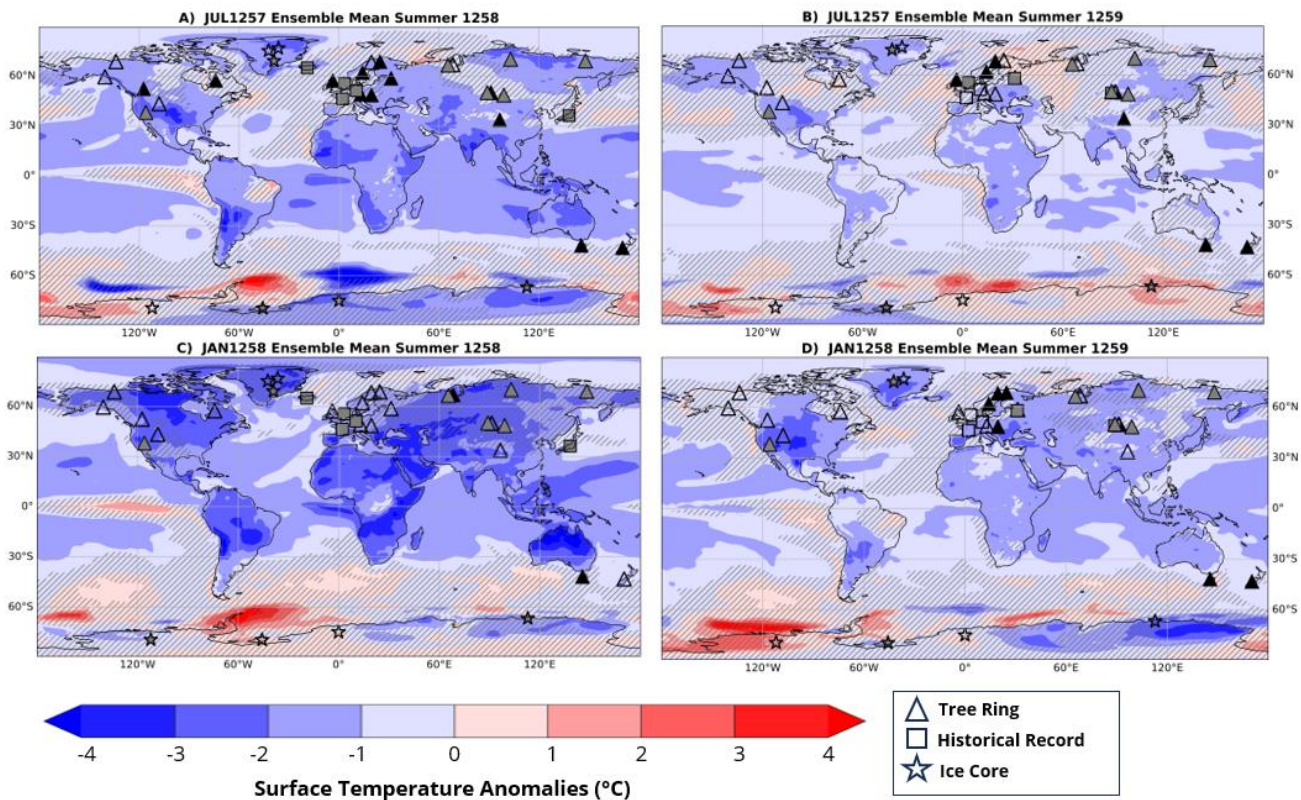 A) JUL1257 Ensemble Mean Summer 1258
B) JUL1257 Ensemble Mean Summer 1259
60°N
30°N
0°
30°S
60°S
120°W
60°W
0°
60°E
120°E
60°N
30°N
0°
30°S
60°S
120°W
60°W
0°
60°E
120°E
C) JAN1258 Ensemble Mean Summer 1258
D) JAN1258 Ensemble Mean Summer 1259
60°N
30°N
0°
30°S
60°S
120°W
60°W
0°
60°E
120°E
60°N
30°N
0°
30°S
60°S
120°W
60°W
0°
60°E
120°E
-4 -3 -2 -1 0 1 2 3 4
Surface Temperature Anomalies (°C)
Tree Ring
Historical Record
Ice Core